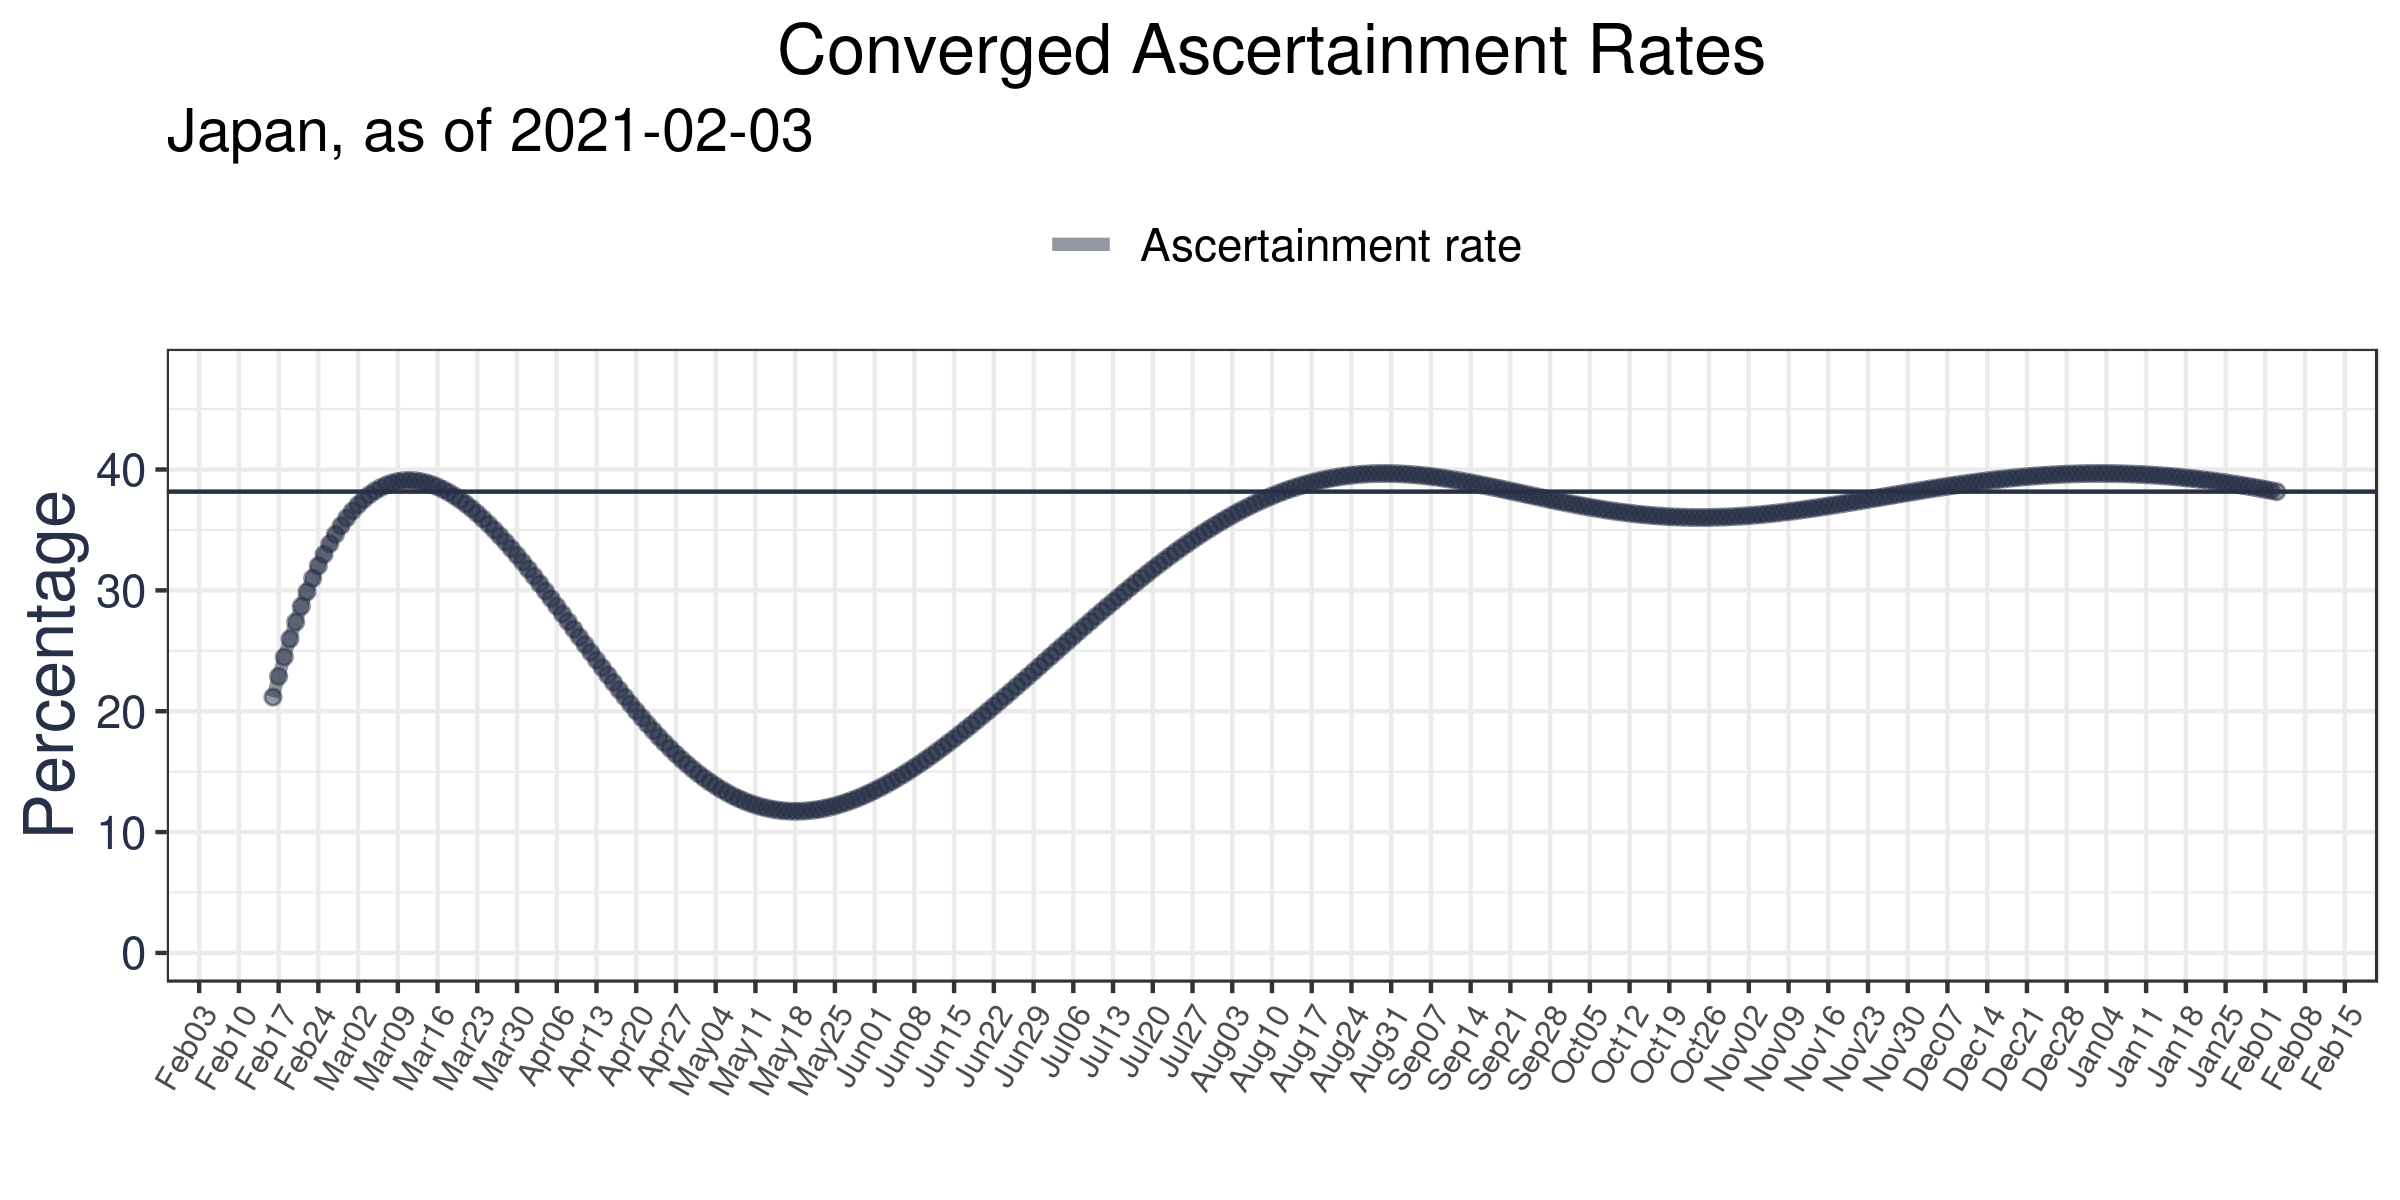 Converged Ascertainment Rates
Japan, as of 2021-02-03
Ascertainment rate
Percentage
40
30
20
10
0
Feb03 Feb10 Feb17 Feb24 Mar02 Mar09 Mar16 Mar23 Mar30 Apr06 Apr13 Apr20 Apr27 May04 May11 May18 May25 Jun01 Jun08 Jun15 Jun22 Jun29 Jul06 Jul13 Jul20 Jul27 Aug03 Aug10 Aug17 Aug24 Aug31 Sep07 Sep14 Sep21 Sep28 Oct05 Oct12 Oct19 Oct26 Nov02 Nov09 Nov16 Nov23 Nov30 Dec07 Dec14 Dec21 Dec28 Jan04 Jan11 Jan18 Jan25 Feb01 Feb08 Feb15